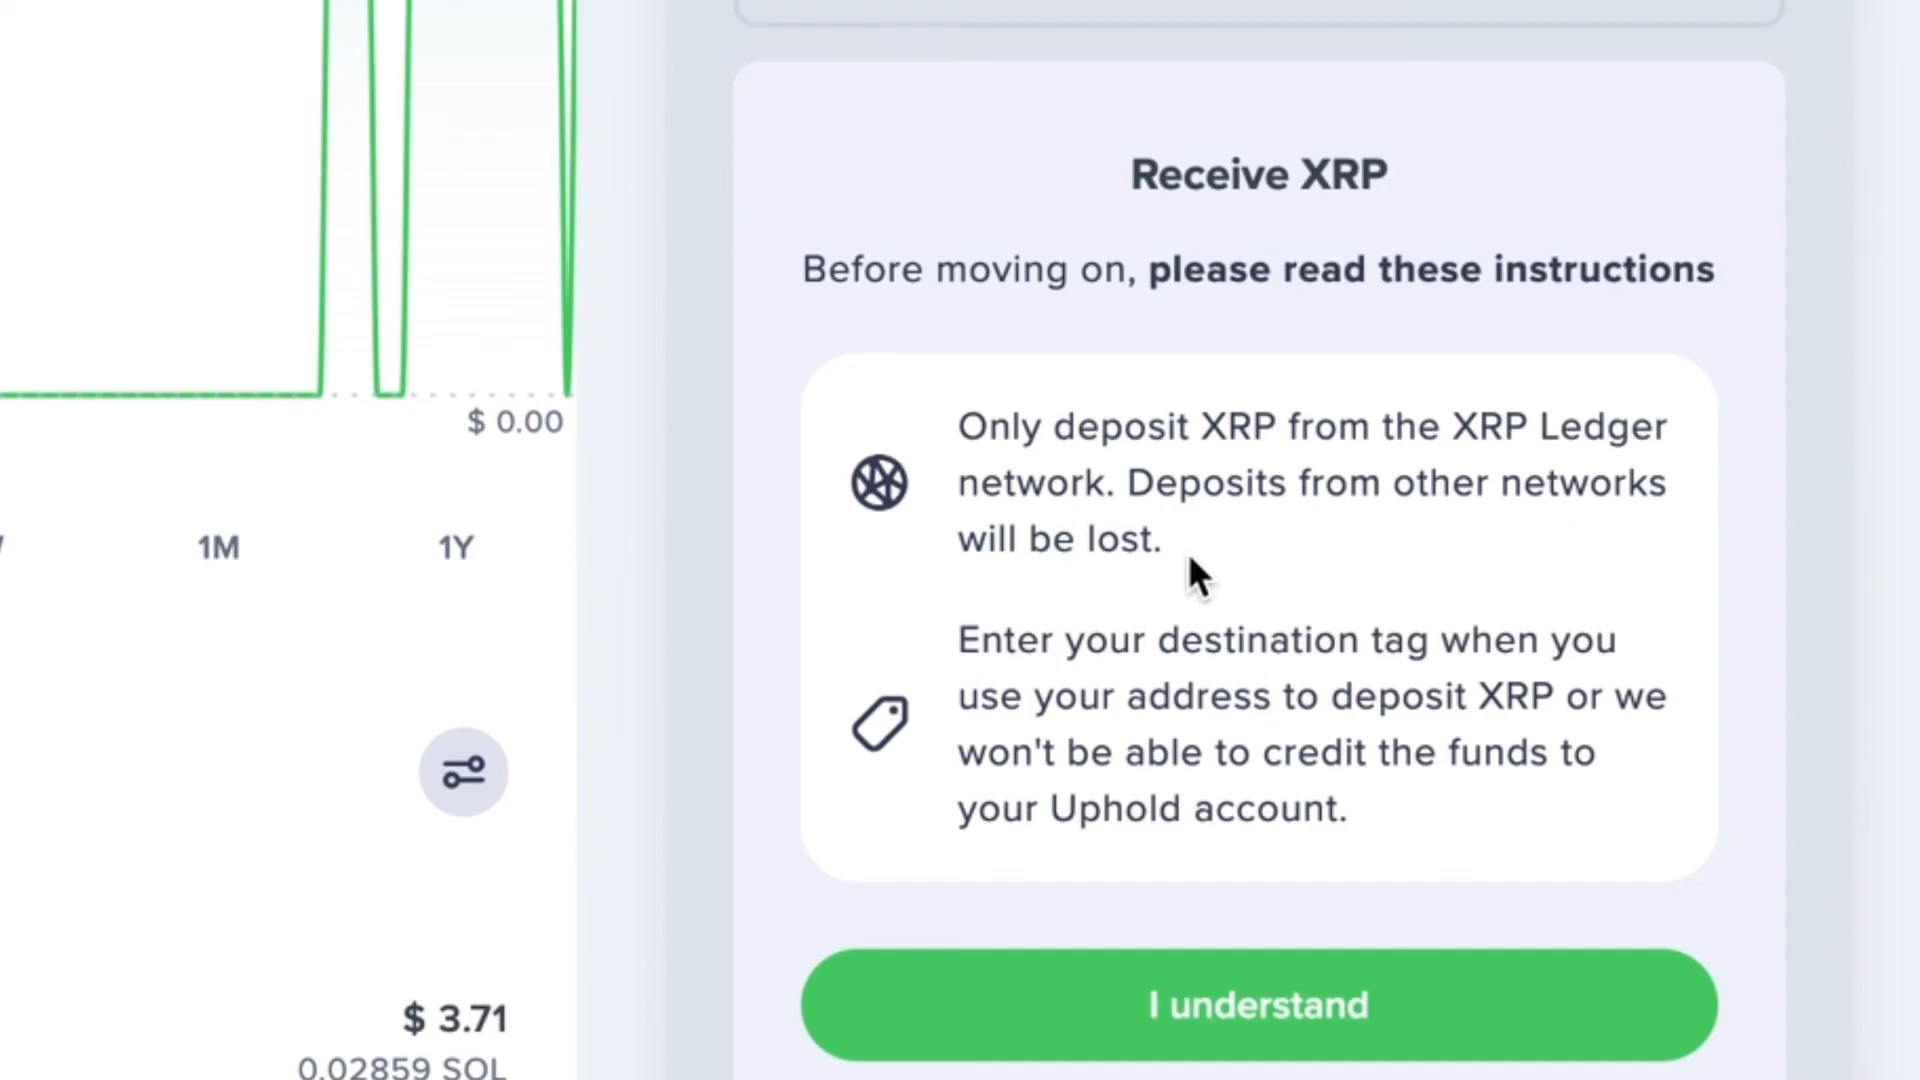 Receive XRP
Before moving on, please read these instructions
Only deposit XRP from the XRP Ledger
network. Deposits from other networks
will be lost.
Enter your destination tag when you
use your address to deposit XRP or we
won't be able to credit the funds to
your Uphold account.
I understand
$ 0.00
1M
1Y
$ 3.71
0.02859 SOL